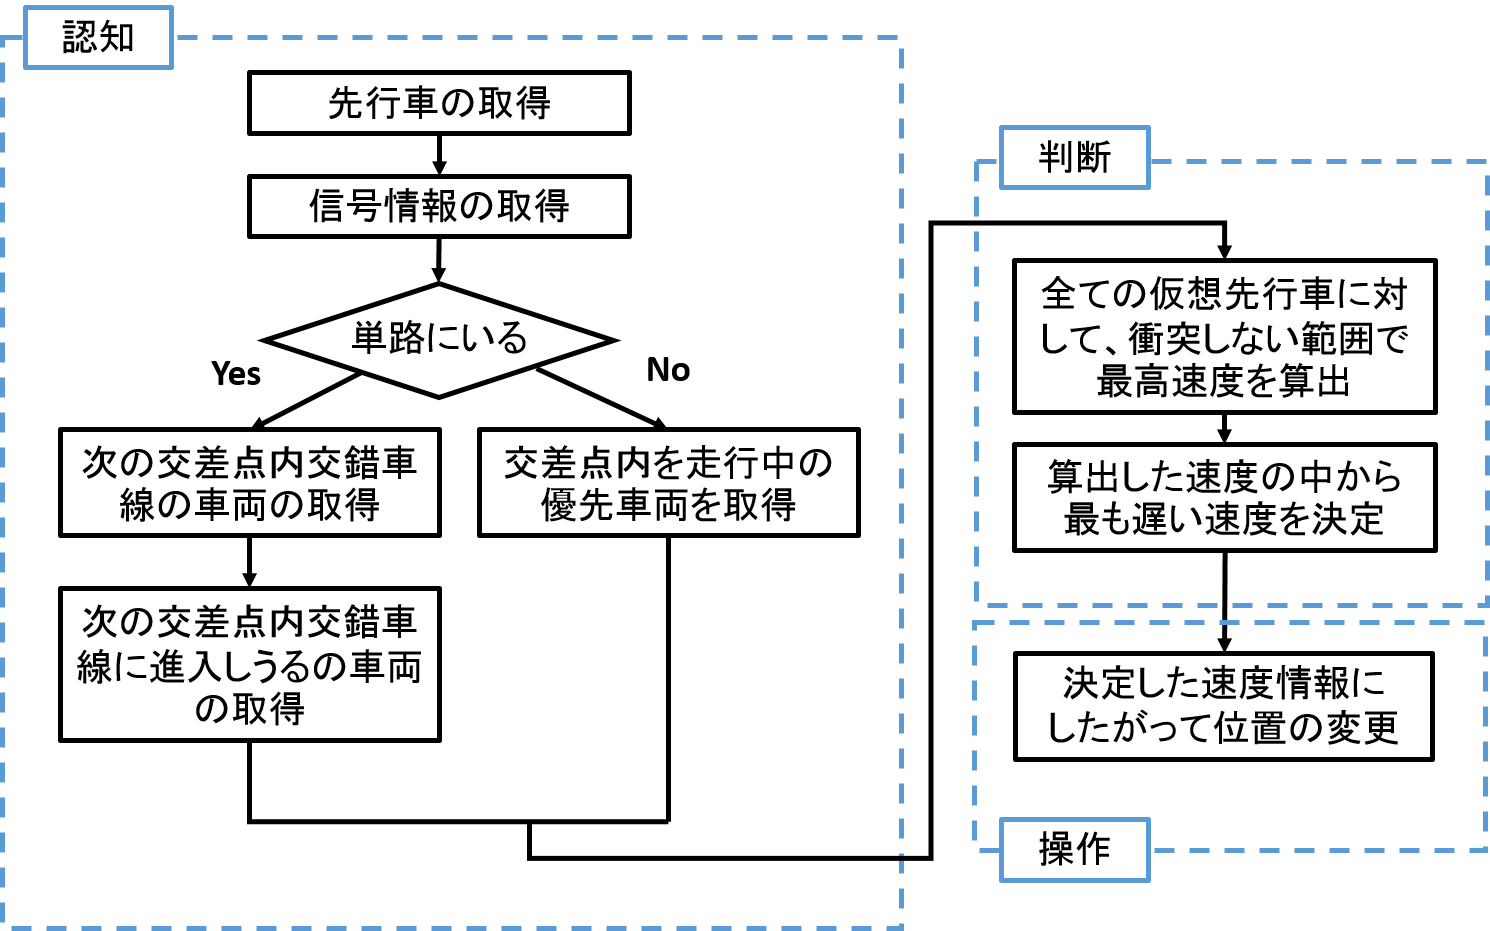 認知
先行車の取得
信号情報の取得
単路にいる
Yes
No
次の交差点内交錯車
線の車両の取得
交差点内を走行中の
優先車両を取得
次の交差点内交錯車
線に進入しうるの車両
の取得
判断
全ての仮想先行車に対
して、衝突しない範囲で
最高速度を算出
算出した速度の中から
最も遅い速度を決定
決定した速度情報に
したがって位置の変更
操作